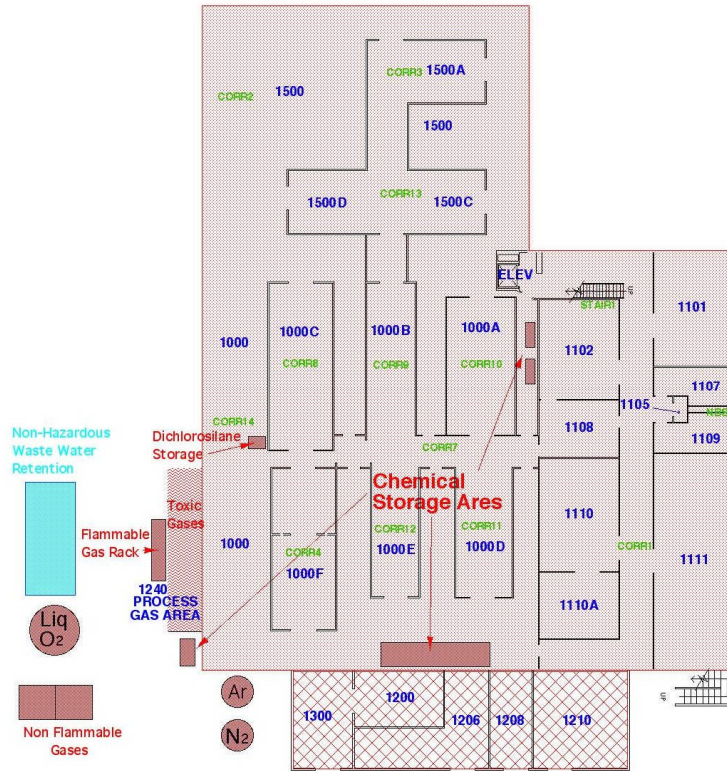 CORR3
1500A
CORR2
1500
1500
CORR13
1500D
1500C
ELEV
UP
STAIR1
1101
1000
1000C
1000B
1000A
1102
CORR8
CORR9
CORR10
1107
1105
CORR14
1109
Non-Hazardous
Waste Water
Retention
Dichlorosilane
Storage
CORR7
1108
Chemical
Storage Ares
Toxic
Gases
Flammable
Gas Rack
1000
CORR4
1000F
CORR12
1000E
CORR11
1000D
1110
CORR1
1111
1240
PROCESS
GAS AREA
1110A
Liq
O2
Ar
N2
UP
1300
1200
1206
1208
1210
Non Flammable
Gases